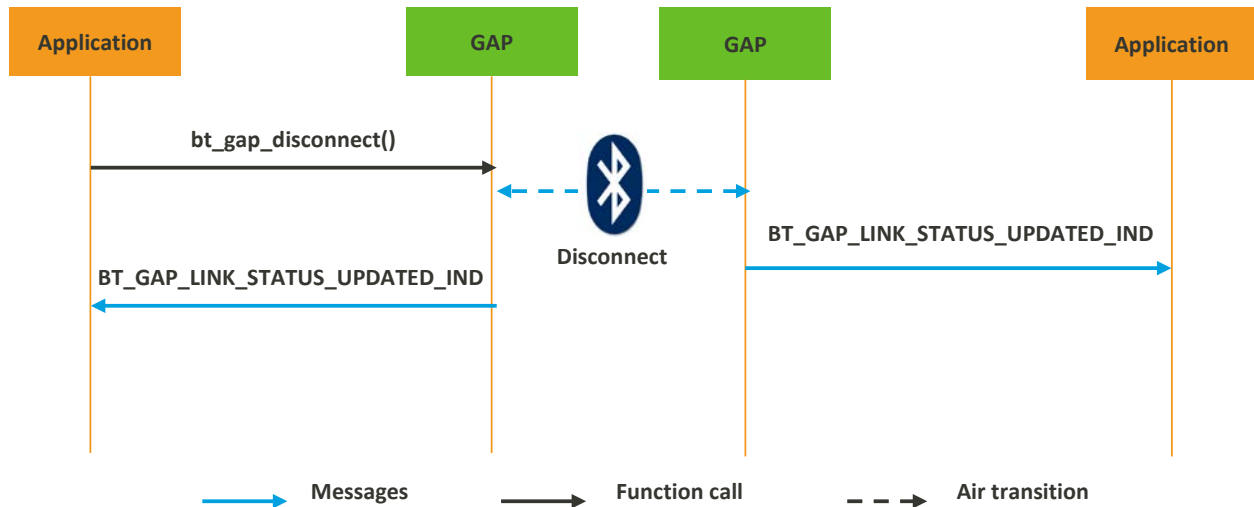 Application
GAP
GAP
Application
bt_gap_disconnect()
Disconnect
BT_GAP_LINK_STATUS_UPDATED_IND
BT_GAP_LINK_STATUS_UPDATED_IND
Messages
Function call
Air transition